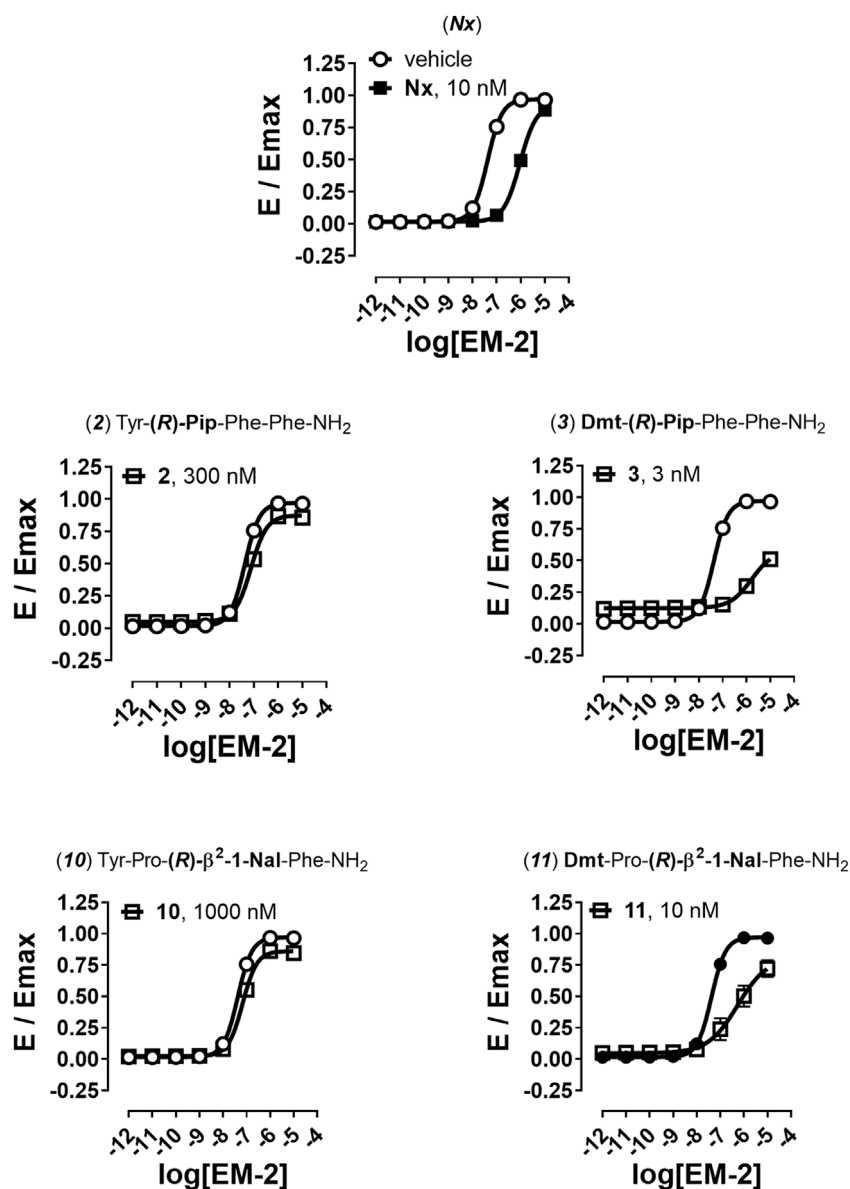 (Nx)
vehicle
Nx, 10 nM
1.25
1.00
0.75
0.50
0.25
0.00
-0.25
E / Emax
-12 -11 -10 -9 -8 -7 -6 -5 -4
log[EM-2]
(2) Tyr-(R)-Pip-Phe-Phe-NH₂
2, 300 nM
1.25
1.00
0.75
0.50
0.25
0.00
-0.25
E / Emax
-12 -11 -10 -9 -8 -7 -6 -5 -4
log[EM-2]
(3) Dmt-(R)-Pip-Phe-Phe-NH₂
3, 3 nM
1.25
1.00
0.75
0.50
0.25
0.00
-0.25
E / Emax
-12 -11 -10 -9 -8 -7 -6 -5 -4
log[EM-2]
(10) Tyr-Pro-(R)-β²-1-Nal-Phe-NH₂
10, 1000 nM
1.25
1.00
0.75
0.50
0.25
0.00
-0.25
E / Emax
-12 -11 -10 -9 -8 -7 -6 -5 -4
log[EM-2]
(11) Dmt-Pro-(R)-β²-1-Nal-Phe-NH₂
11, 10 nM
1.25
1.00
0.75
0.50
0.25
0.00
-0.25
E / Emax
-12 -11 -10 -9 -8 -7 -6 -5 -4
log[EM-2]